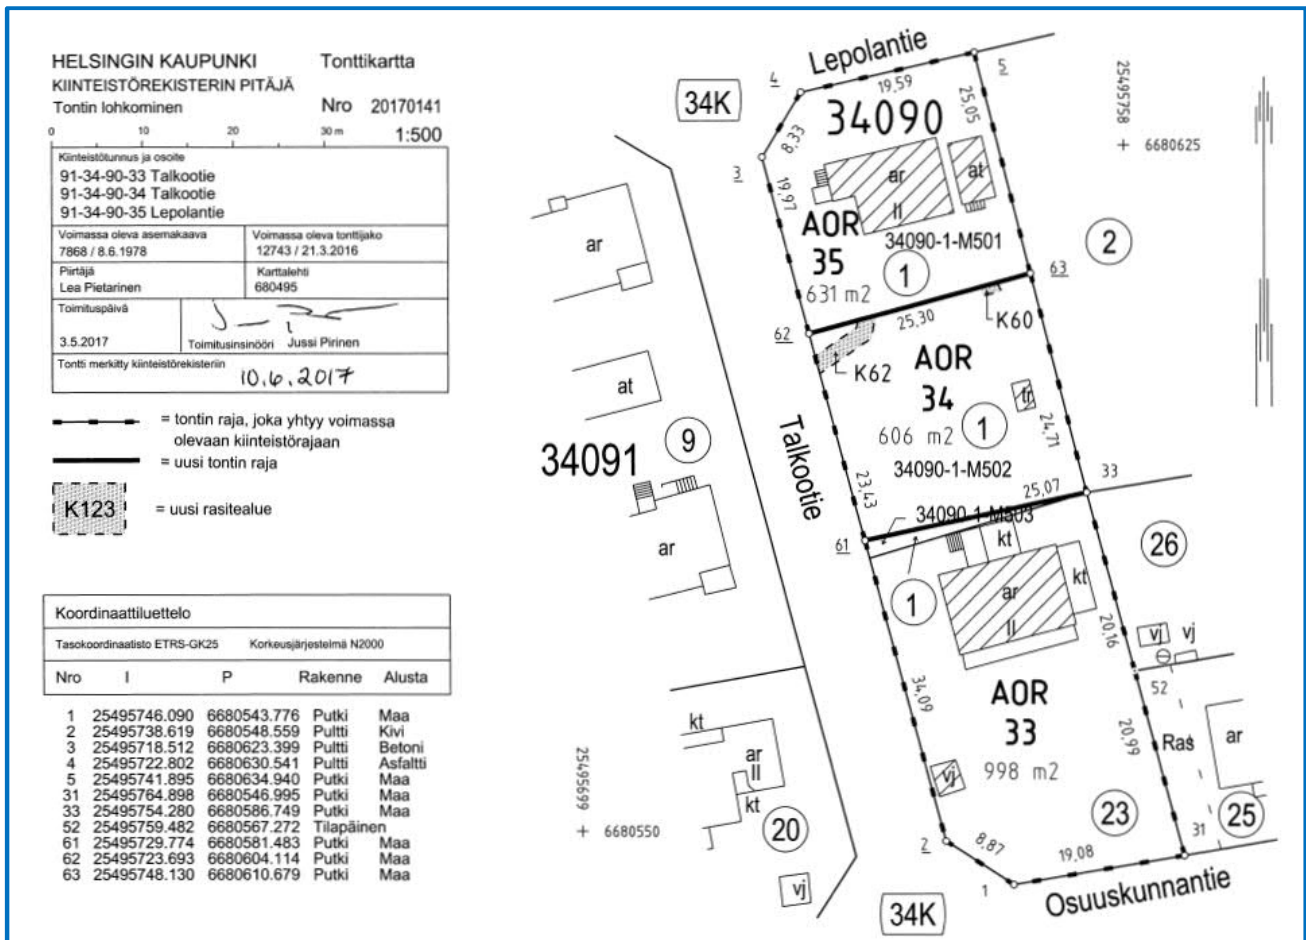 HELSINGIN KAUPUNKI Tonttikartta
KIINTEISTÖREKISTERIN PITÄJÄ
Tontin lohkominen Nro 20170141
0 10 20 30 m 1:500
Kiinteistötunnus ja osoite
91-34-90-33 Talkootie
91-34-90-34 Talkootie
91-34-90-35 Lepolantie
Voimassa oleva asemakaava Voimassa oleva tonttijako
7868 / 8.6.1978 12743 / 21.3.2016
Piirtäjä Karttalehti
Lea Pietarinen 680495
Toimituspäivä
3.5.2017 Toimitusinsinööri Jussi Pirinen
Tontti merkitty kiinteistörekisteriin
10.6.2017
= tontin raja, joka yhtyy voimassa
olevaan kiinteistörajaan
= uusi tontin raja
K123 = uusi rasitealue
Koordinaattiluettelo
Tasokoordinaatisto ETRS-GK25 Korkeusjärjestelmä N2000
Nro I P Rakenne Alusta
1 25495746.090 6680543.776 Putki Maa
2 25495738.619 6680548.559 Pultti Kivi
3 25495718.512 6680623.399 Pultti Betoni
4 25495722.802 6680630.541 Pultti Asfaltti
5 25495741.895 6680634.940 Putki Maa
31 25495764.898 6680546.995 Putki Maa
33 25495754.280 6680586.749 Putki Maa
52 25495759.482 6680567.272 Tilapäinen
61 25495729.774 6680581.483 Putki Maa
62 25495723.693 6680604.114 Putki Maa
63 25495748.130 6680610.679 Putki Maa
Lepolantie
4
19,59
5
34K
34090
25,05
25495758
+ 6680625
8,33
3
ar
II
at
19,97
AOR
35
34090-1-M501
2
1
631 m2
63
ar
62
25,30
K60
K62
AOR
34
tr
at
606 m2
1
24,71
Talkootie
9
34091
34090-1-M502
33
23,43
25,07
34090-1-M503
61
kt
26
ar
1
ar
II
kt
20,16
vj
vj
52
34,09
AOR
33
kt
ar
II
kt
25495699
+ 6680550
20
vj
vj
998 m2
20,99
Ras
ar
23
25
31
2
8,87
19,08
1
Osuuskunnantie
34K